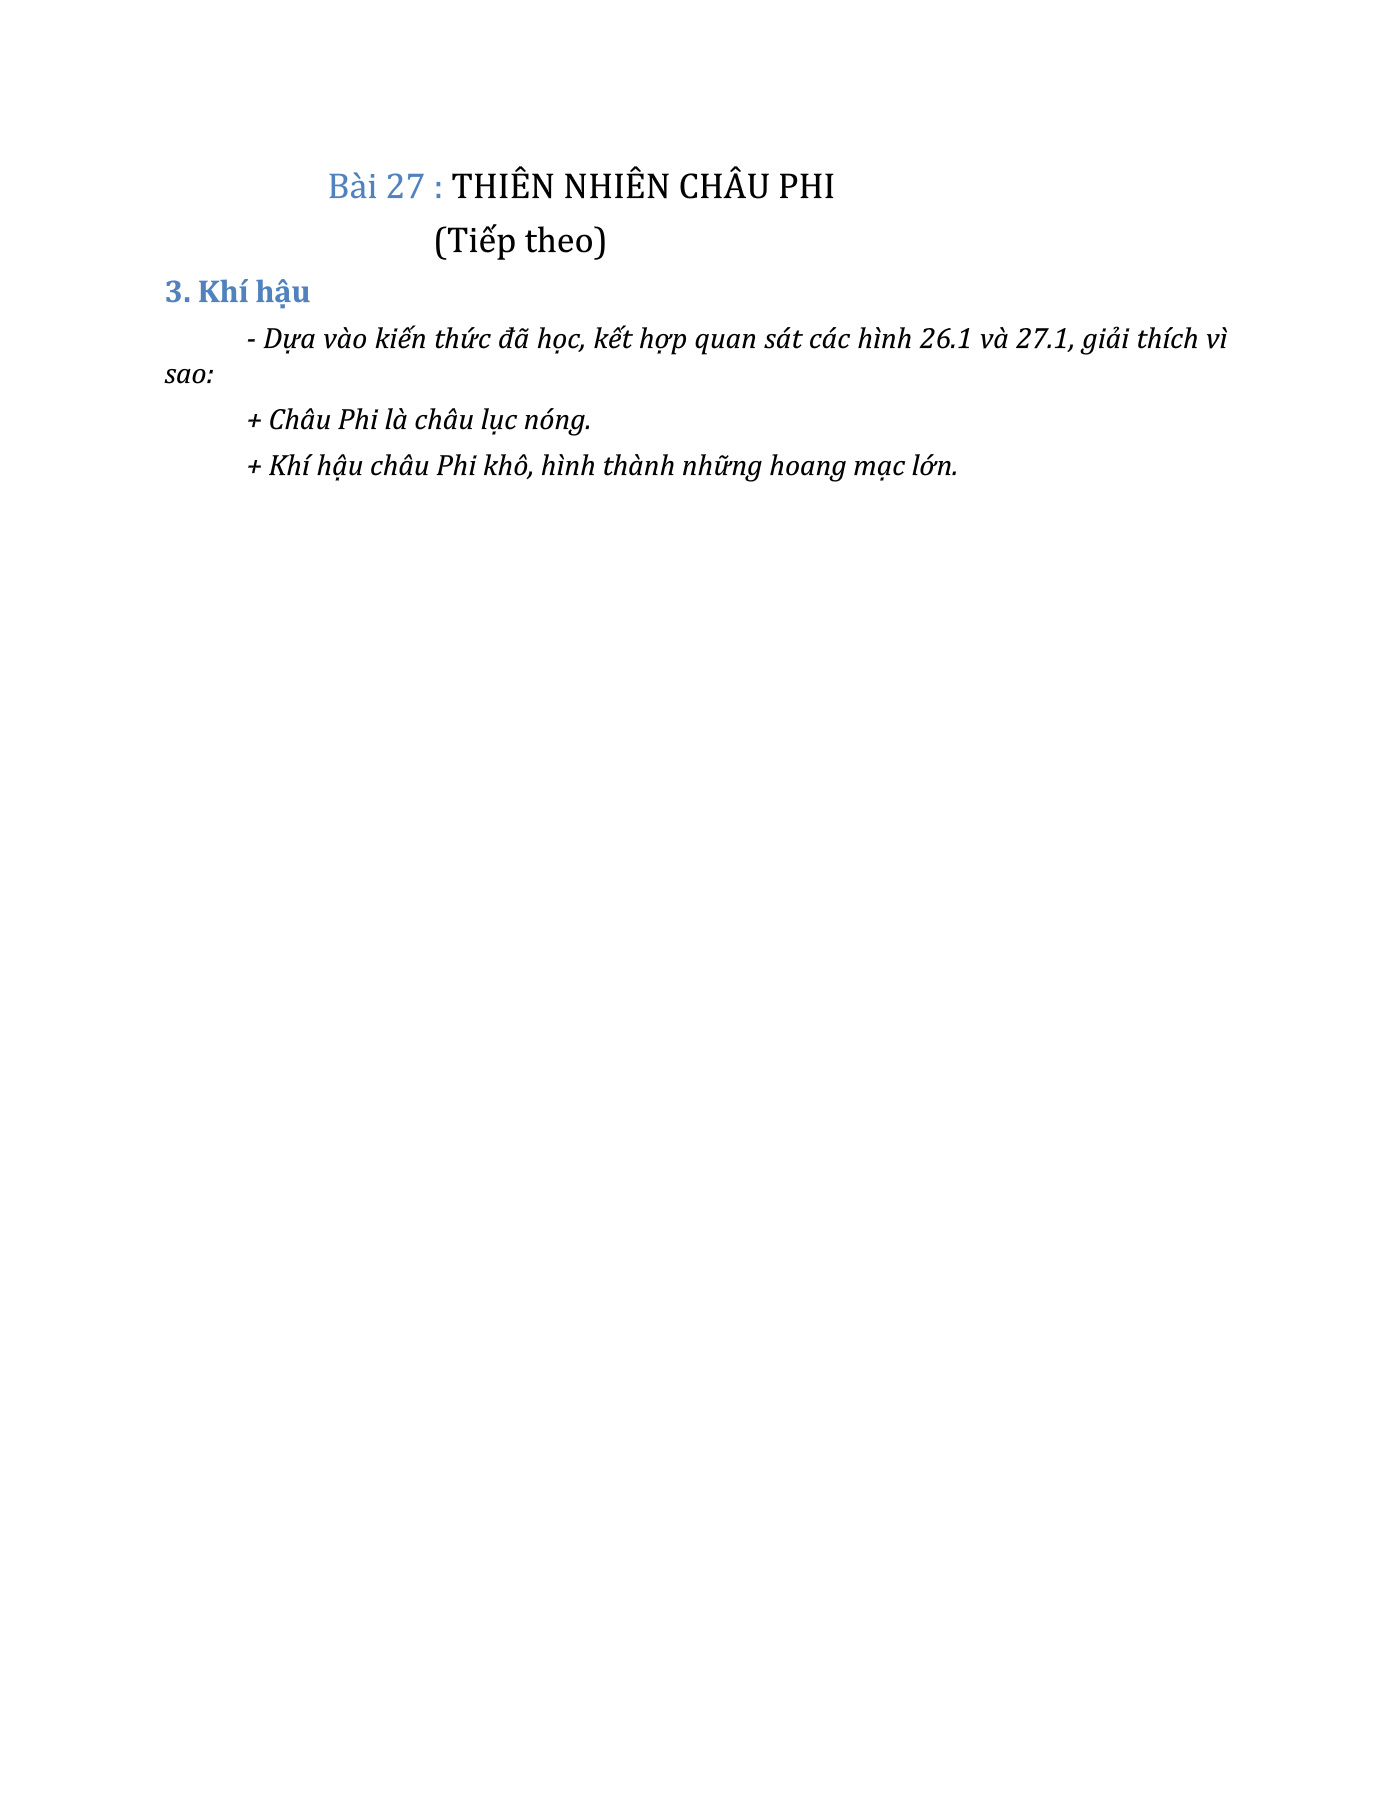 Bài 27 : THIÊN NHIÊN CHÂU PHI
(Tiếp theo)
3. Khí hậu
- Dựa vào kiến thức đã học, kết hợp quan sát các hình 26.1 và 27.1, giải thích vì
sao:
+ Châu Phi là châu lục nóng.
+ Khí hậu châu Phi khô, hình thành những hoang mạc lớn.